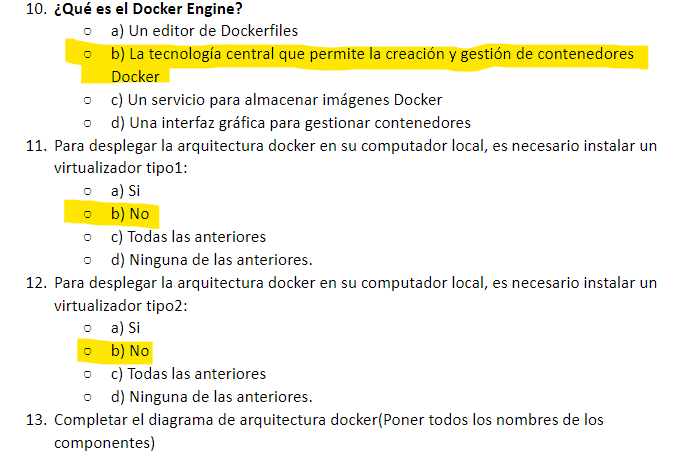 10. ¿Qué es el Docker Engine?
○ a) Un editor de Dockerfiles
○ b) La tecnología central que permite la creación y gestión de contenedores
Docker
○ c) Un servicio para almacenar imágenes Docker
○ d) Una interfaz gráfica para gestionar contenedores
11. Para desplegar la arquitectura docker en su computador local, es necesario instalar un
virtualizador tipo1:
○ a) Si
○ b) No
○ c) Todas las anteriores
○ d) Ninguna de las anteriores.
12. Para desplegar la arquitectura docker en su computador local, es necesario instalar un
virtualizador tipo2:
○ a) Si
○ b) No
○ c) Todas las anteriores
○ d) Ninguna de las anteriores.
13. Completar el diagrama de arquitectura docker(Poner todos los nombres de los
componentes)